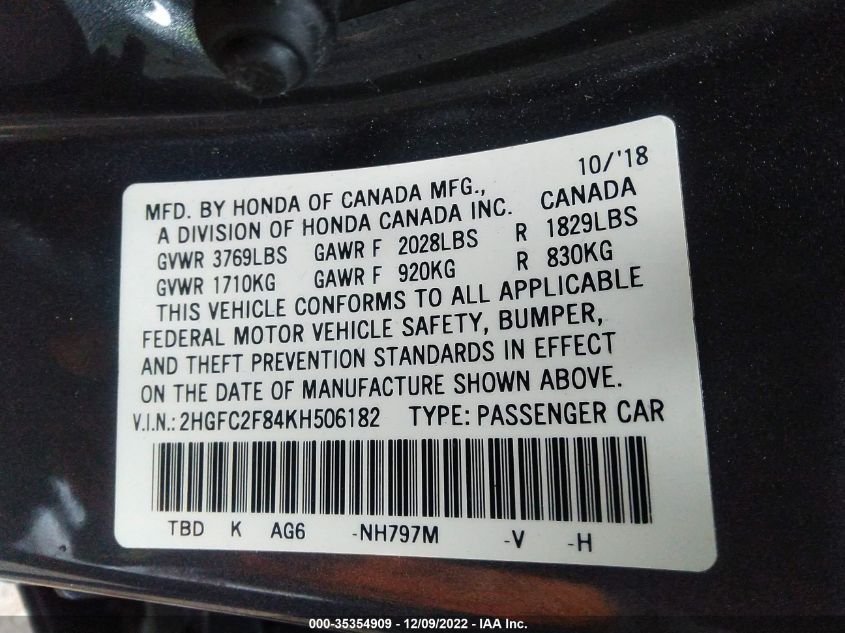 10/'18
MFD. BY HONDA OF CANADA MFG., CANADA
A DIVISION OF HONDA CANADA INC.
GVWR 3769LBS GAWR F 2028LBS R 1829LBS
GVWR 1710KG GAWR F 920KG R 830KG
THIS VEHICLE CONFORMS TO ALL APPLICABLE
FEDERAL MOTOR VEHICLE SAFETY, BUMPER,
AND THEFT PREVENTION STANDARDS IN EFFECT
ON THE DATE OF MANUFACTURE SHOWN ABOVE.
V.I.N.: 2HGFC2F84KH506182 TYPE: PASSENGER CAR
TBD K AG6 -NH797M -V -H
000-35354909 - 12/09/2022 - IAA Inc.